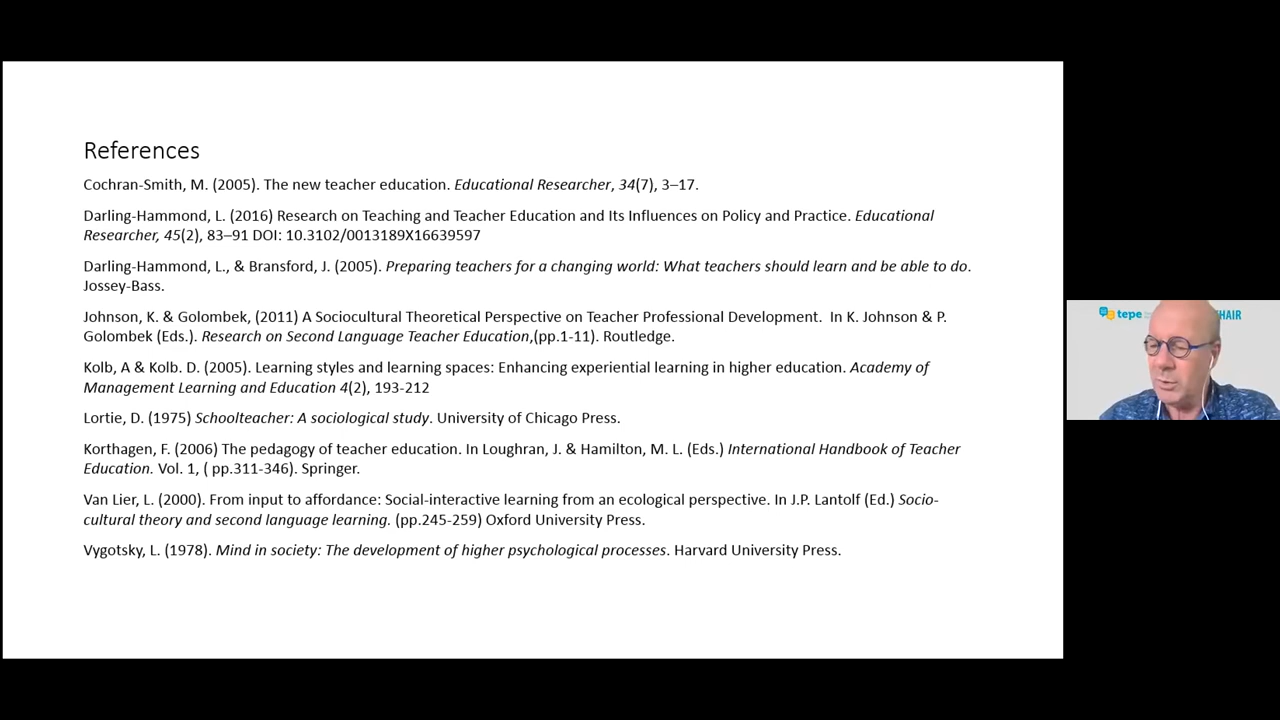 References
Cochran-Smith, M. (2005). The new teacher education. Educational Researcher, 34(7), 3–17.
Darling-Hammond, L. (2016) Research on Teaching and Teacher Education and Its Influences on Policy and Practice. Educational
Researcher, 45(2), 83–91 DOI: 10.3102/0013189X16639597
Darling-Hammond, L., & Bransford, J. (2005). Preparing teachers for a changing world: What teachers should learn and be able to do.
Jossey-Bass.
Johnson, K. & Golombek, (2011) A Sociocultural Theoretical Perspective on Teacher Professional Development.  In K. Johnson & P.
Golombek (Eds.). Research on Second Language Teacher Education,(pp.1-11). Routledge.
Kolb, A & Kolb. D. (2005). Learning styles and learning spaces: Enhancing experiential learning in higher education. Academy of
Management Learning and Education 4(2), 193-212
Lortie, D. (1975) Schoolteacher: A sociological study. University of Chicago Press.
Korthagen, F. (2006) The pedagogy of teacher education. In Loughran, J. & Hamilton, M. L. (Eds.) International Handbook of Teacher
Education. Vol. 1, ( pp.311-346). Springer.
Van Lier, L. (2000). From input to affordance: Social-interactive learning from an ecological perspective. In J.P. Lantolf (Ed.) Socio-
cultural theory and second language learning. (pp.245-259) Oxford University Press.
Vygotsky, L. (1978). Mind in society: The development of higher psychological processes. Harvard University Press.
tepe
HAIR